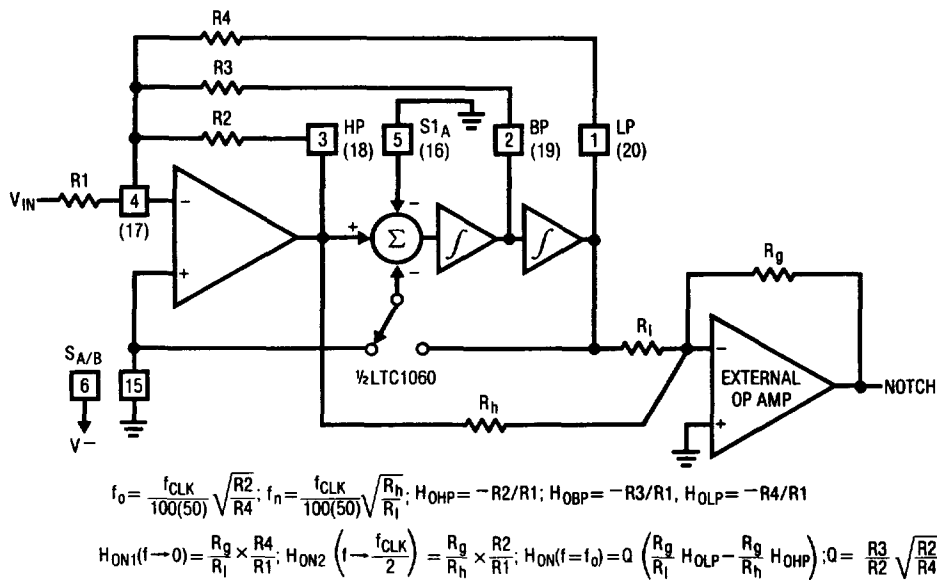 R4
R3
R2
3
HP
(18)
5
S1A
(16)
2
BP
(19)
1
LP
(20)
R1
VIN
4
(17)
−
+
+
Σ
−
−
∫
∫
Rg
Rl
SA/B
6
15
V−
½LTC1060
Rh
−
+
EXTERNAL
OP AMP
NOTCH
fo= fCLK/100(50) √(R2/R4); fn= fCLK/100(50) √(Rh/Rl); HOHP= −R2/R1; HOBP= −R3/R1, HOLP= −R4/R1
HON1(f→0)= Rg/Rl × R4/R1; HON2 (f→ fCLK/2) = Rg/Rh × R2/R1; HON(f=fo)=Q (Rg/Rl HOLP− Rg/Rh HOHP);Q= R3/R2 √(R2/R4)